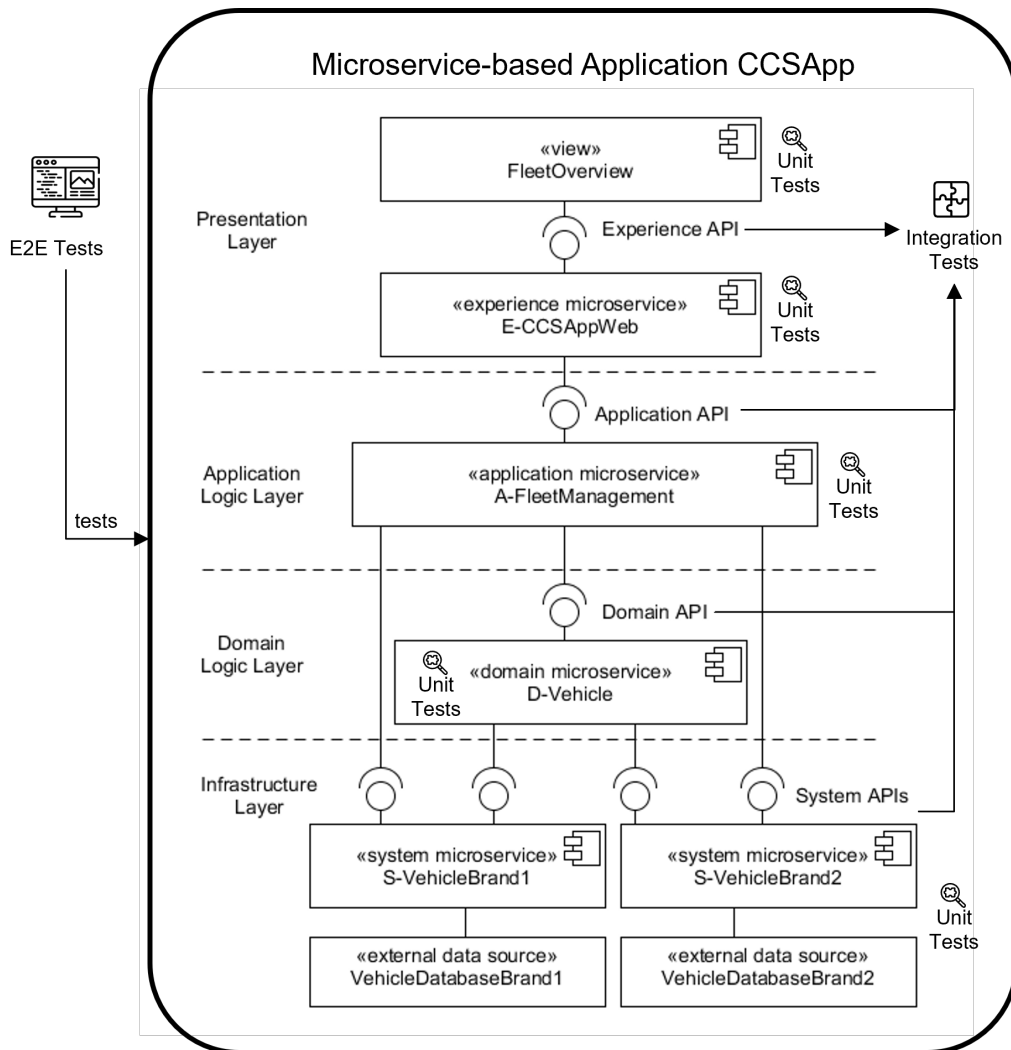 Microservice-based Application CCSApp
«view»
FleetOverview
Unit
Tests
E2E Tests
Presentation
Layer
Experience API
Integration
Tests
«experience microservice»
E-CCSAppWeb
Unit
Tests
Application API
Application
Logic Layer
«application microservice»
A-FleetManagement
Unit
Tests
tests
Domain API
Domain
Logic Layer
Unit
Tests
«domain microservice»
D-Vehicle
Infrastructure
Layer
System APIs
«system microservice»
S-VehicleBrand1
«system microservice»
S-VehicleBrand2
Unit
Tests
«external data source»
VehicleDatabaseBrand1
«external data source»
VehicleDatabaseBrand2